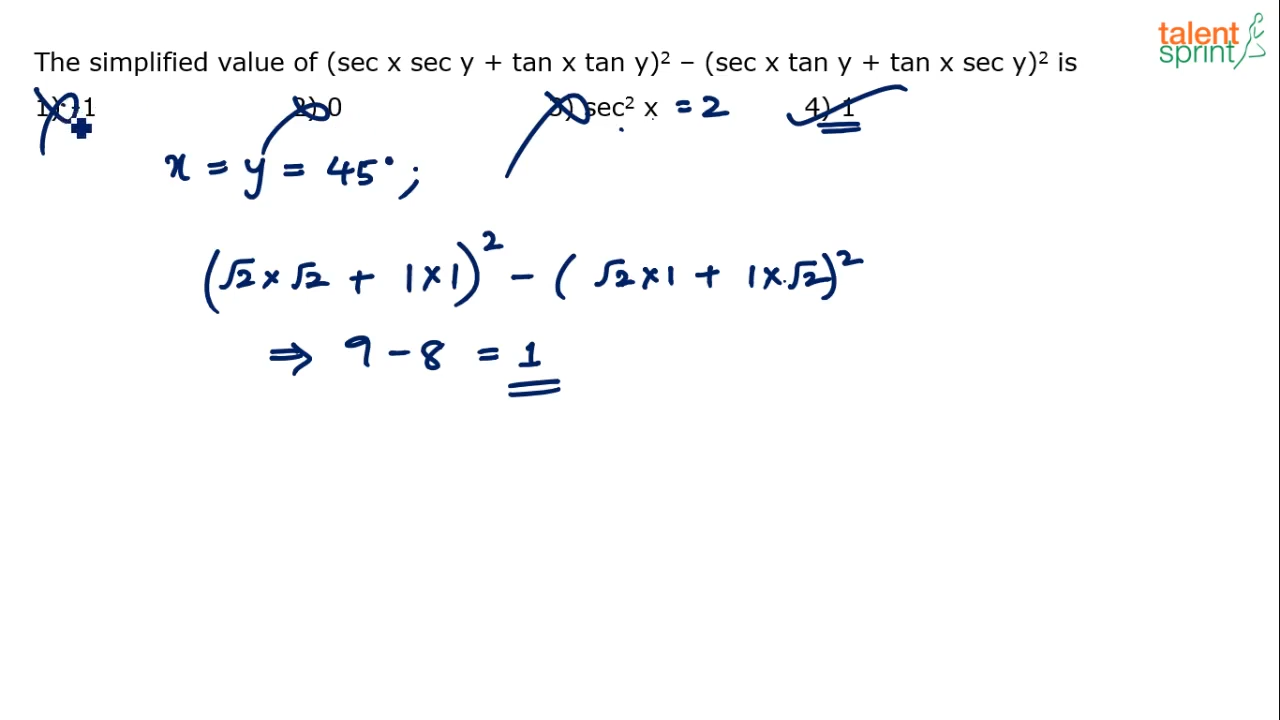 talent
sprint
The simplified value of (sec x sec y + tan x tan y)² – (sec x tan y + tan x sec y)² is
1) -1 2) 0 3) sec² x = 2 4) 1
x = y = 45° ;
(√2 × √2 + 1 × 1)² – ( √2 × 1 + 1 × √2)²
⇒ 9 – 8 = 1